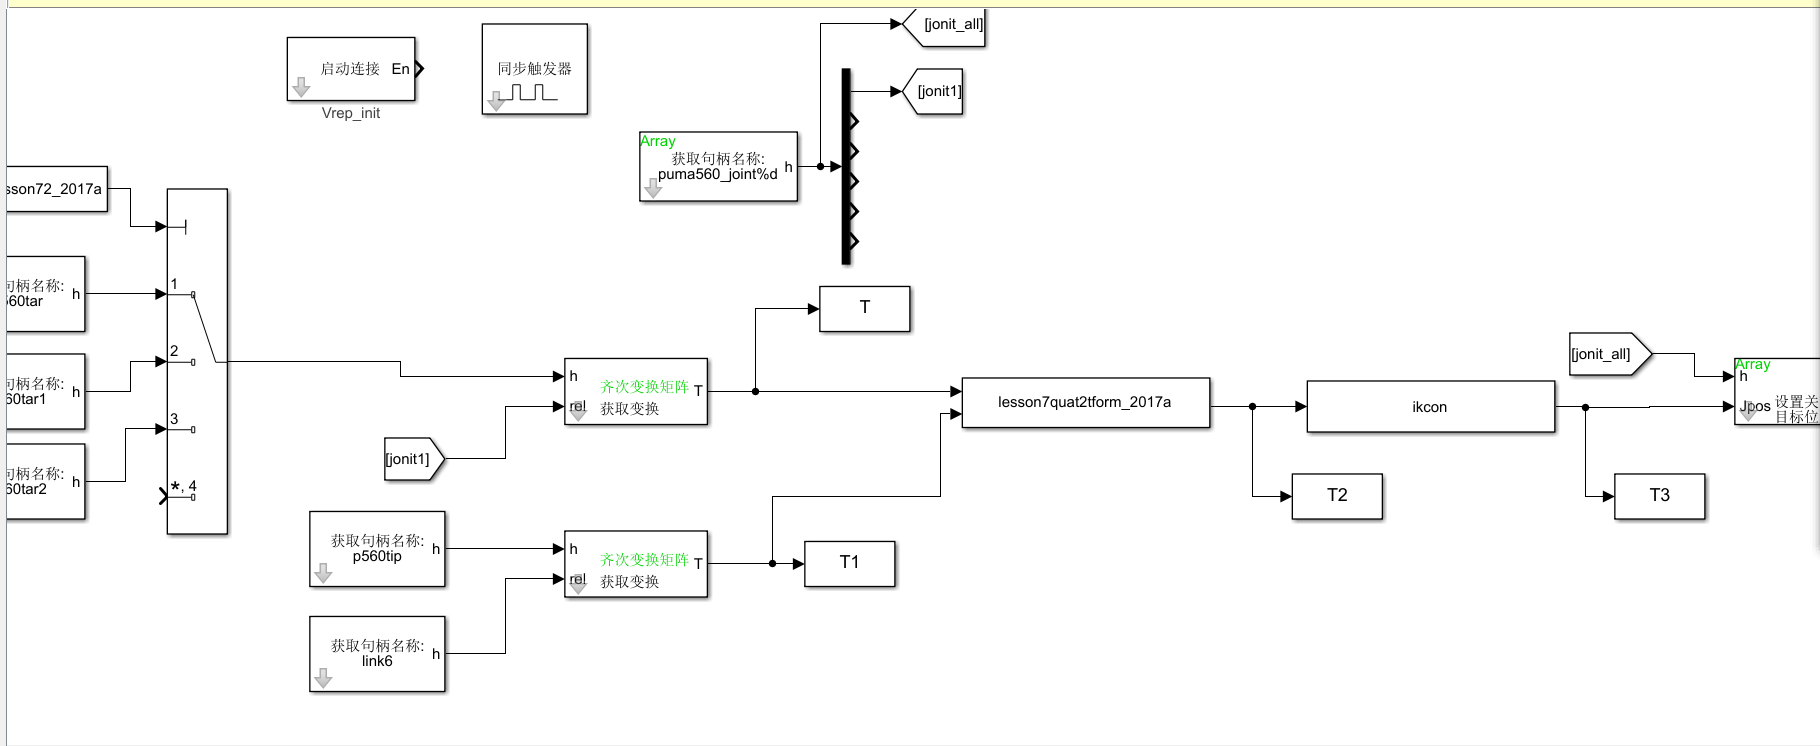 [jonit_all]
启动连接 En
Vrep_init
同步触发器
[jonit1]
Array
获取句柄名称:
puma560_joint%d
h
sson72_2017a
句柄名称:
60tar
h
句柄名称:
60tar1
h
句柄名称:
60tar2
h
1
2
3
*, 4
T
h
rel
齐次变换矩阵
获取变换
T
[jonit1]
lesson7quat2tform_2017a
ikcon
[jonit_all]
Array
h
Jpos
设置关
目标位
T2
T3
获取句柄名称:
p560tip
h
h
rel
齐次变换矩阵
获取变换
T
T1
获取句柄名称:
link6
h